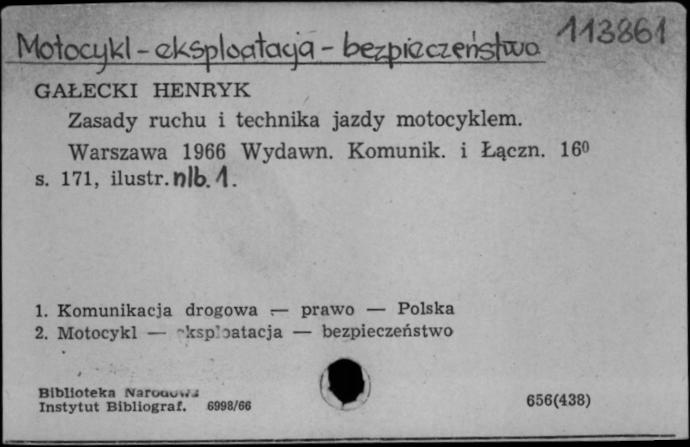 Motocykl - eksploatacja - bezpieczeństwo 113861
GAŁECKI HENRYK
Zasady ruchu i technika jazdy motocyklem.
Warszawa 1966 Wydawn. Komunik. i Łączn. 16⁰
s. 171, ilustr. nlb. 1.
1. Komunikacja drogowa — prawo — Polska
2. Motocykl — eksploatacja — bezpieczeństwo
Biblioteka Narodowa
Instytut Bibliograf. 6998/66 656(438)